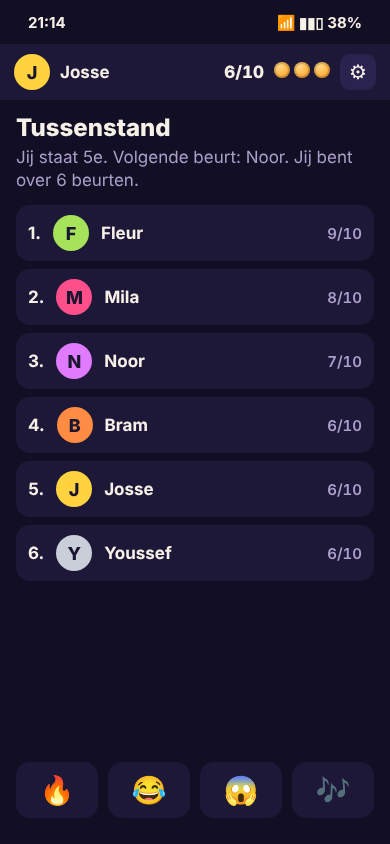 21:14 38%
J Josse 6/10
Tussenstand
Jij staat 5e. Volgende beurt: Noor. Jij bent
over 6 beurten.
1. F Fleur 9/10
2. M Mila 8/10
3. N Noor 7/10
4. B Bram 6/10
5. J Josse 6/10
6. Y Youssef 6/10